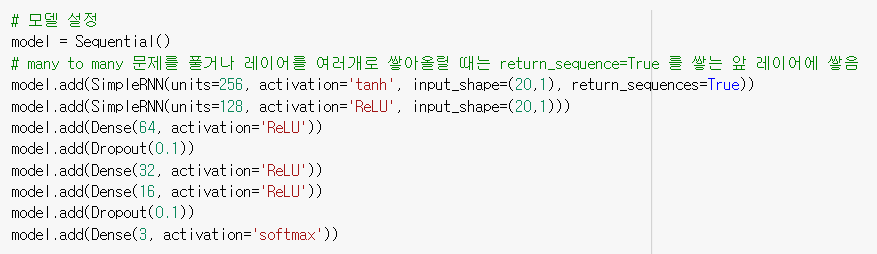 # 모델 설정
model = Sequential()
# many to many 문제를 풀거나 레이어를 여러개로 쌓아올릴 때는 return_sequence=True 를 쌓는 앞 레이어에 쌓음
model.add(SimpleRNN(units=256, activation='tanh', input_shape=(20,1), return_sequences=True))
model.add(SimpleRNN(units=128, activation='ReLU', input_shape=(20,1)))
model.add(Dense(64, activation='ReLU'))
model.add(Dropout(0.1))
model.add(Dense(32, activation='ReLU'))
model.add(Dense(16, activation='ReLU'))
model.add(Dropout(0.1))
model.add(Dense(3, activation='softmax'))